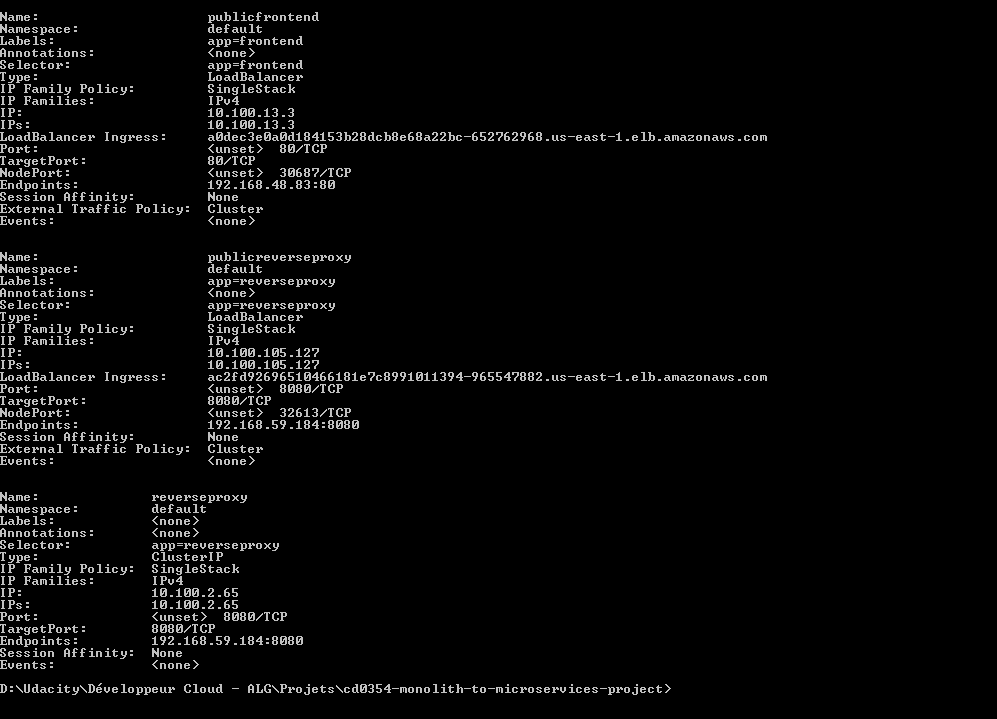 Name:                     publicfrontend
Namespace:                default
Labels:                   app=frontend
Annotations:              <none>
Selector:                 app=frontend
Type:                     LoadBalancer
IP Family Policy:         SingleStack
IP Families:              IPv4
IP:                       10.100.13.3
IPs:                      10.100.13.3
LoadBalancer Ingress:     a0dec3e0a0d184153b28dcb8e68a22bc-652762968.us-east-1.elb.amazonaws.com
Port:                     <unset>  80/TCP
TargetPort:               80/TCP
NodePort:                 <unset>  30687/TCP
Endpoints:                192.168.48.83:80
Session Affinity:         None
External Traffic Policy:  Cluster
Events:                   <none>
Name:                     publicreverseproxy
Namespace:                default
Labels:                   app=reverseproxy
Annotations:              <none>
Selector:                 app=reverseproxy
Type:                     LoadBalancer
IP Family Policy:         SingleStack
IP Families:              IPv4
IP:                       10.100.105.127
IPs:                      10.100.105.127
LoadBalancer Ingress:     ac2fd92696510466181e7c8991011394-965547882.us-east-1.elb.amazonaws.com
Port:                     <unset>  8080/TCP
TargetPort:               8080/TCP
NodePort:                 <unset>  32613/TCP
Endpoints:                192.168.59.184:8080
Session Affinity:         None
External Traffic Policy:  Cluster
Events:                   <none>
Name:              reverseproxy
Namespace:         default
Labels:            <none>
Annotations:       <none>
Selector:          app=reverseproxy
Type:              ClusterIP
IP Family Policy:  SingleStack
IP Families:       IPv4
IP:                10.100.2.65
IPs:               10.100.2.65
Port:              <unset>  8080/TCP
TargetPort:        8080/TCP
Endpoints:         192.168.59.184:8080
Session Affinity:  None
Events:            <none>
D:\Udacity\Développeur Cloud - ALG\Projets\cd0354-monolith-to-microservices-project>